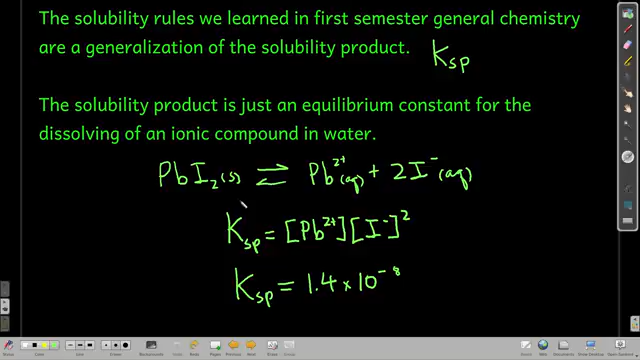 The solubility rules we learned in first semester general chemistry
are a generalization of the solubility product. Ksp
The solubility product is just an equilibrium constant for the
dissolving of an ionic compound in water.
PbI₂(s) ⇌ Pb²⁺(aq) + 2I⁻(aq)
Ksp = [Pb²⁺][I⁻]²
Ksp = 1.4 × 10⁻⁸